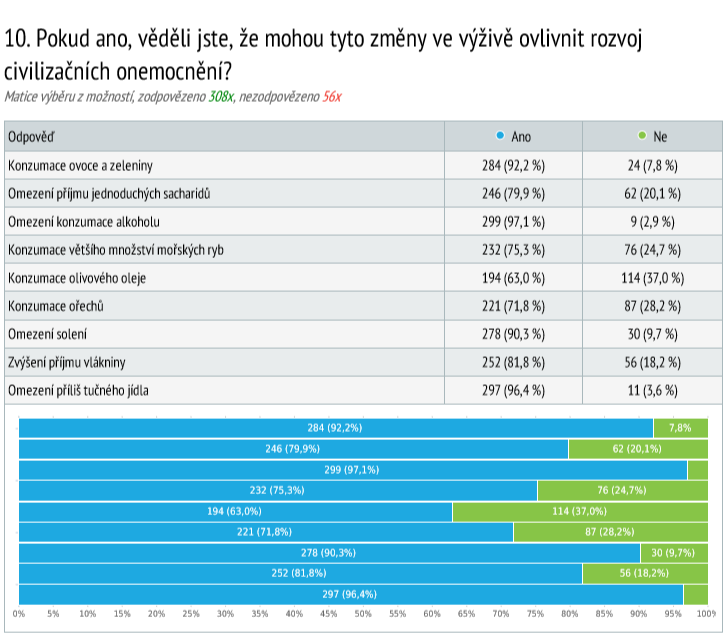 10. Pokud ano, věděli jste, že mohou tyto změny ve výživě ovlivnit rozvoj
civilizačních onemocnění?
Matice výběru z možností, zodpovězeno 308x, nezodpovězeno 56x
Odpověď Ano Ne
Konzumace ovoce a zeleniny 284 (92,2 %) 24 (7,8 %)
Omezení příjmu jednoduchých sacharidů 246 (79,9 %) 62 (20,1 %)
Omezení konzumace alkoholu 299 (97,1 %) 9 (2,9 %)
Konzumace většího množství mořských ryb 232 (75,3 %) 76 (24,7 %)
Konzumace olivového oleje 194 (63,0 %) 114 (37,0 %)
Konzumace ořechů 221 (71,8 %) 87 (28,2 %)
Omezení solení 278 (90,3 %) 30 (9,7 %)
Zvýšení příjmu vlákniny 252 (81,8 %) 56 (18,2 %)
Omezení příliš tučného jídla 297 (96,4 %) 11 (3,6 %)
284 (92,2%) 7,8%
246 (79,9%) 62 (20,1%)
299 (97,1%)
232 (75,3%) 76 (24,7%)
194 (63,0%) 114 (37,0%)
221 (71,8%) 87 (28,2%)
278 (90,3%) 30 (9,7%)
252 (81,8%) 56 (18,2%)
297 (96,4%)
0% 5% 10% 15% 20% 25% 30% 35% 40% 45% 50% 55% 60% 65% 70% 75% 80% 85% 90% 95% 100%